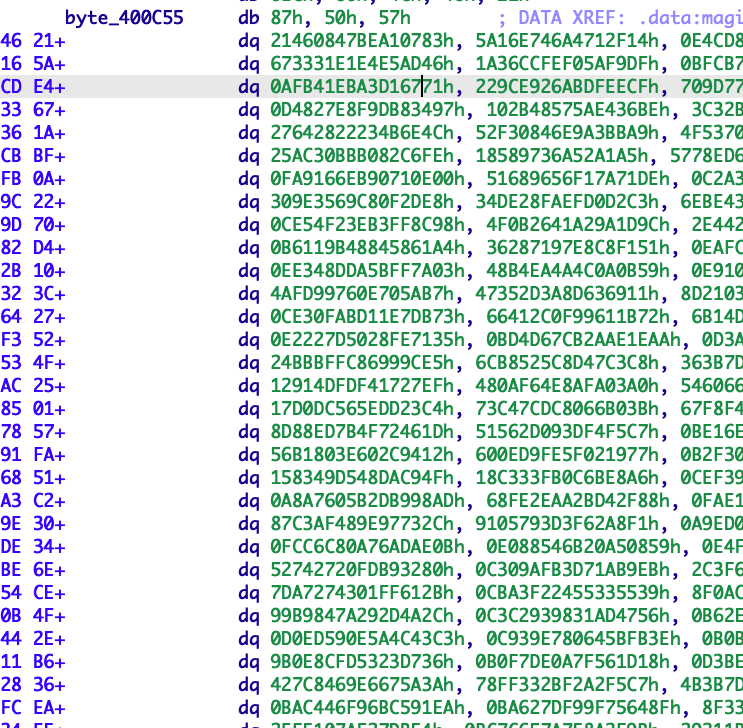 byte_400C55 db 87h, 50h, 57h ; DATA XREF: .data:magi
46 21+ dq 21460847BEA10783h, 5A16E746A4712F14h, 0E4CD8
16 5A+ dq 673331E1E4E5AD46h, 1A36CCFEF05AF9DFh, 0BFCB7
CD E4+ dq 0AFB41EBA3D16771h, 229CE926ABDFEECFh, 709D77
33 67+ dq 0D4827E8F9DB83497h, 102B48575AE436BEh, 3C32B
36 1A+ dq 27642822234B6E4Ch, 52F30846E9A3BBA9h, 4F5370
CB BF+ dq 25AC30BBB082C6FEh, 18589736A52A1A5h, 5778ED6
FB 0A+ dq 0FA9166EB90710E00h, 51689656F17A71DEh, 0C2A3
9C 22+ dq 309E3569C80F2DE8h, 34DE28FAEFD0D2C3h, 6EBE43
9D 70+ dq 0CE54F23EB3FF8C98h, 4F0B2641A29A1D9Ch, 2E442
82 D4+ dq 0B6119B48845861A4h, 36287197E8C8F151h, 0EAFC
2B 10+ dq 0EE348DDA5BFF7A03h, 48B4EA4A4C0A0B59h, 0E910
32 3C+ dq 4AFD99760E705AB7h, 47352D3A8D636911h, 8D2103
64 27+ dq 0CE30FABD11E7DB73h, 66412C0F99611B72h, 6B14D
F3 52+ dq 0E2227D5028FE7135h, 0BD4D67CB2AAE1EAAh, 0D3A
53 4F+ dq 24BBBFFC86999CE5h, 6CB8525C8D47C3C8h, 363B7D
AC 25+ dq 12914DFDF41727EFh, 480AF64E8AFA03A0h, 546066
85 01+ dq 17D0DC565EDD23C4h, 73C47CDC8066B03Bh, 67F8F4
78 57+ dq 8D88ED7B4F72461Dh, 51562D093DF4F5C7h, 0BE16E
91 FA+ dq 56B1803E602C9412h, 600ED9FE5F021977h, 0B2F30
68 51+ dq 158349D548DAC94Fh, 18C333FB0C6BE8A6h, 0CEF39
A3 C2+ dq 0A8A7605B2DB998ADh, 68FE2EAA2BD42F88h, 0FAE1
9E 30+ dq 87C3AF489E97732Ch, 9105793D3F62A8F1h, 0A9ED0
DE 34+ dq 0FCC6C80A76ADAE0Bh, 0E088546B20A50859h, 0E4F
BE 6E+ dq 52742720FDB93280h, 0C309AFB3D71AB9EBh, 2C3F6
54 CE+ dq 7DA7274301FF612Bh, 0CBA3F22455335539h, 8F0AC
0B 4F+ dq 99B9847A292D4A2Ch, 0C3C2939831AD4756h, 0B62E
44 2E+ dq 0D0ED590E5A4C43C3h, 0C939E780645BFB3Eh, 0B0B
11 B6+ dq 9B0E8CFD5323D736h, 0B0F7DE0A7F561D18h, 0D3BE
28 36+ dq 427C8469E6675A3Ah, 78FF332BF2A2F5C7h, 4B3B7D
FC EA+ dq 0BAC446F96BC591EAh, 0BA627DF99F75648Fh, 8F33